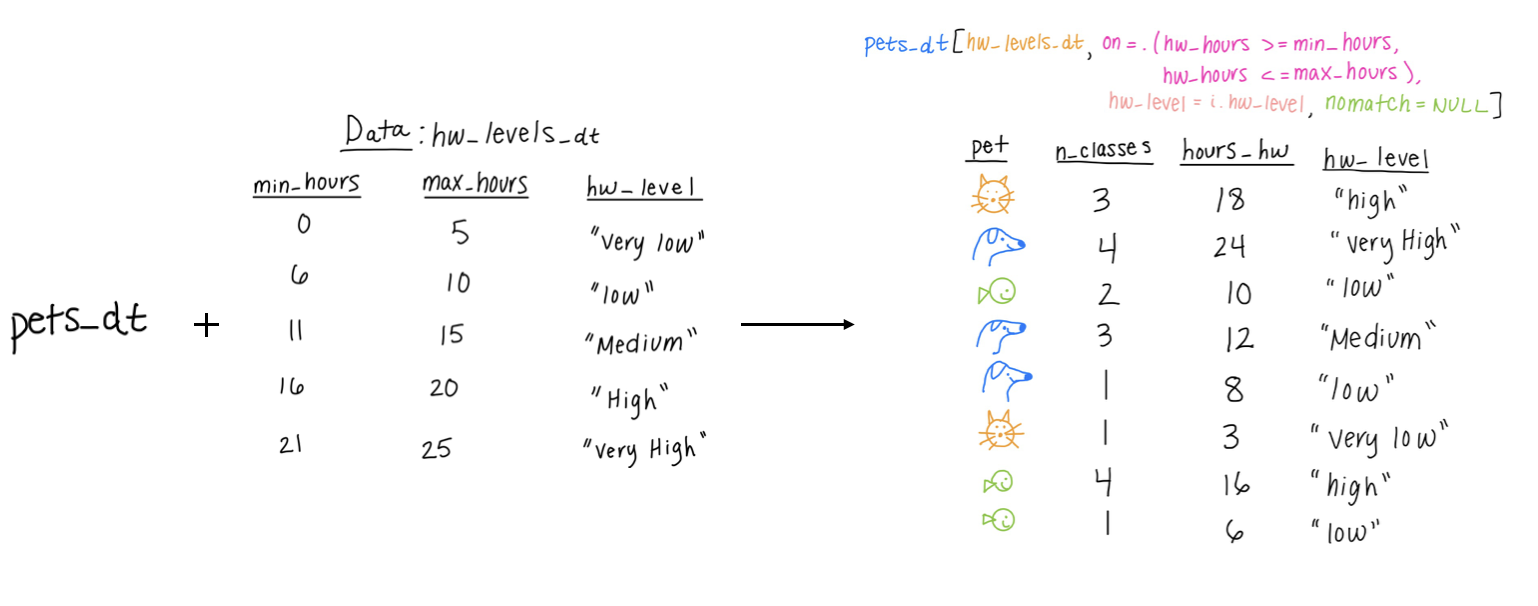 pets_dt[hw_levels_dt, on=.(hw_hours >= min_hours,
hw_hours <= max_hours),
hw_level = i.hw_level, nomatch = NULL]
Data: hw_levels_dt
min_hours max_hours hw_level
0 5 "very low"
6 10 "low"
11 15 "Medium"
16 20 "High"
21 25 "very High"
pets_dt +
pet n_classes hours_hw hw_level
3 18 "high"
4 24 "very High"
2 10 "low"
3 12 "Medium"
1 8 "low"
1 3 "very low"
4 16 "high"
1 6 "low"